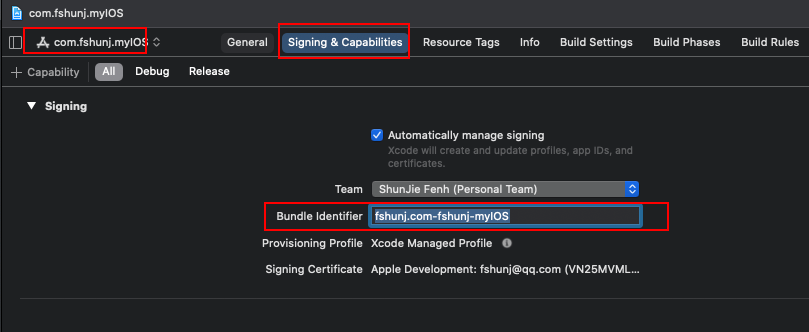 com.fshunj.myIOS
com.fshunj.myIOS General Signing & Capabilities Resource Tags Info Build Settings Build Phases Build Rules
+ Capability All Debug Release
Signing
Automatically manage signing
Xcode will create and update profiles, app IDs, and
certificates.
Team ShunJie Fenh (Personal Team)
Bundle Identifier fshunj.com-fshunj-myIOS
Provisioning Profile Xcode Managed Profile
Signing Certificate Apple Development: fshunj@qq.com (VN25MVML...